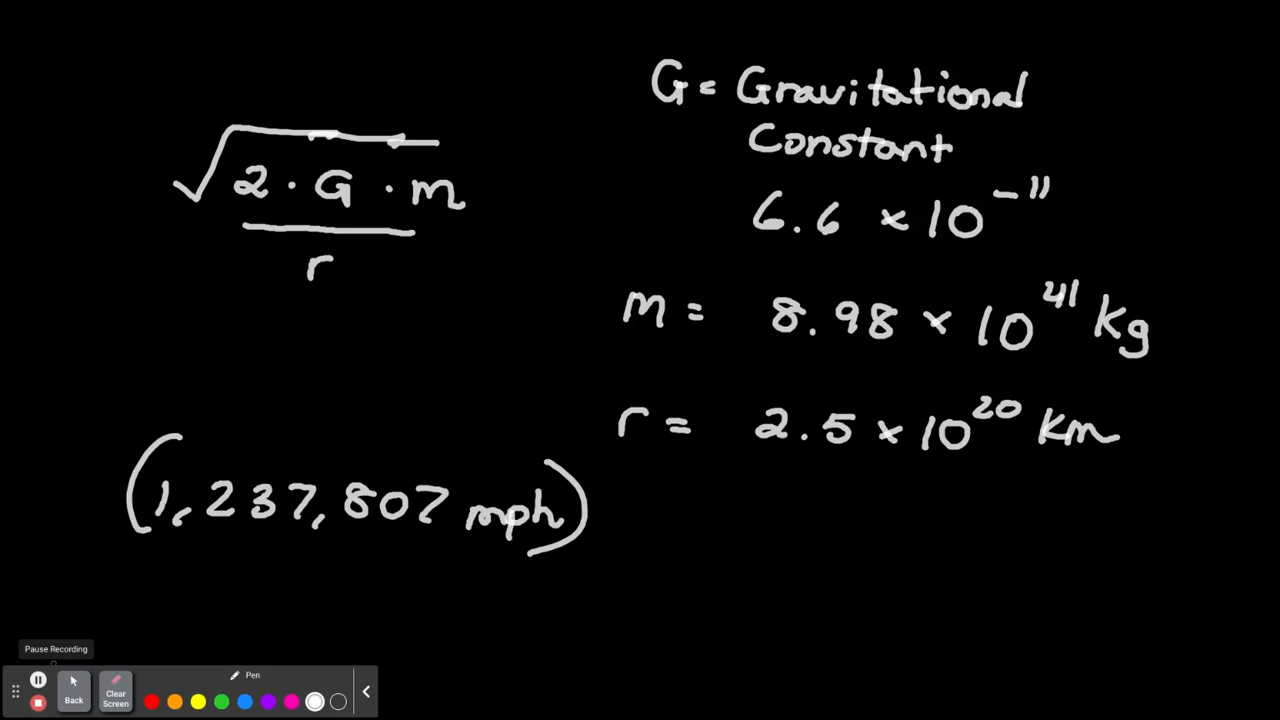 √2 · G · m
r
G = Gravitational
Constant
6.6 × 10⁻¹¹
m = 8.98 × 10⁴¹ kg
r = 2.5 × 10²⁰ km
(1,237,807 mph)
Pause Recording
Back
Clear
Screen
Pen